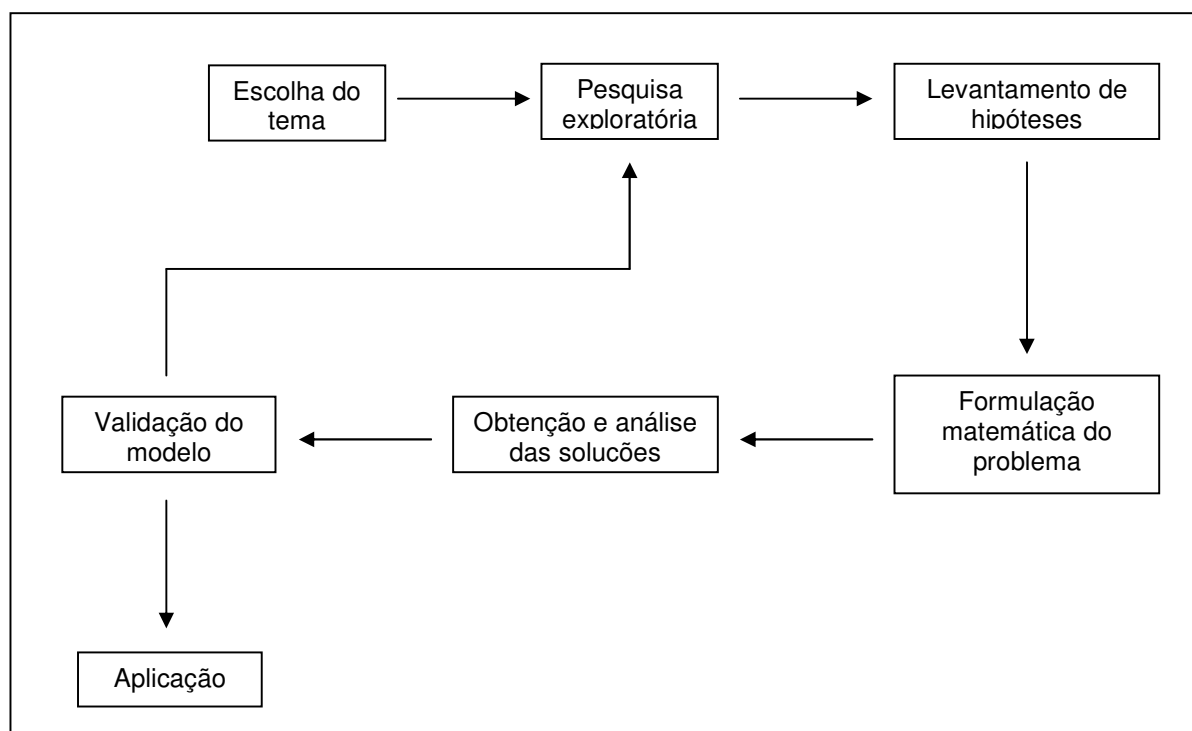 Escolha do
tema
Pesquisa
exploratória
Levantamento de
hipóteses
Formulação
matemática do
problema
Obtenção e análise
das soluções
Validação do
modelo
Aplicação